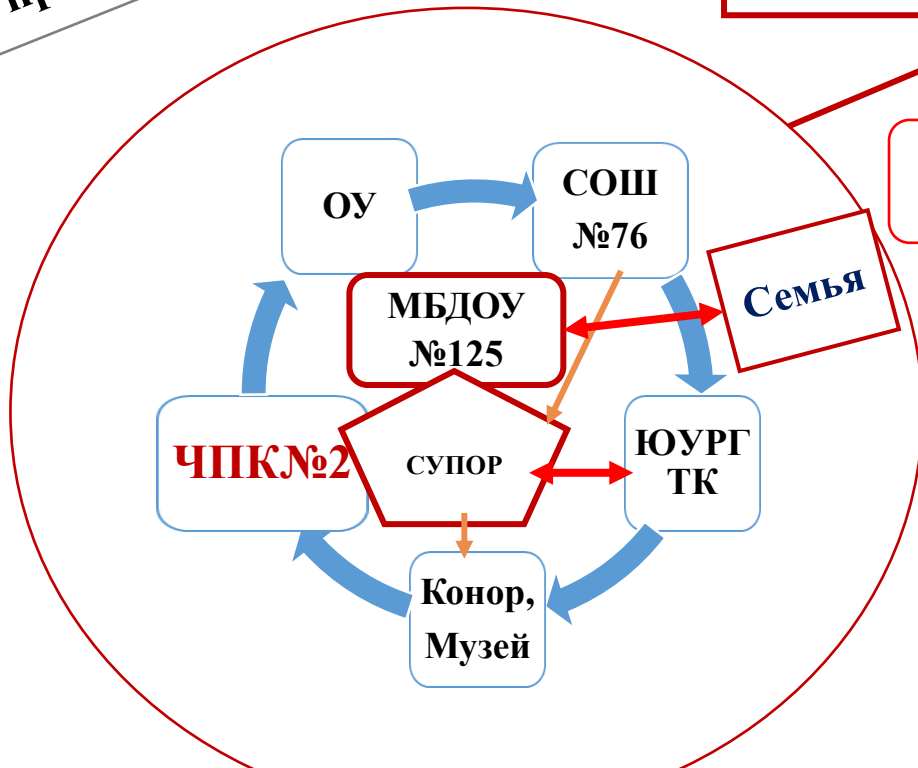 ОУ
СОШ
№76
МБДОУ
№125
Семья
ЧПК№2
СУПОР
ЮУРГ
ТК
Конор,
Музей